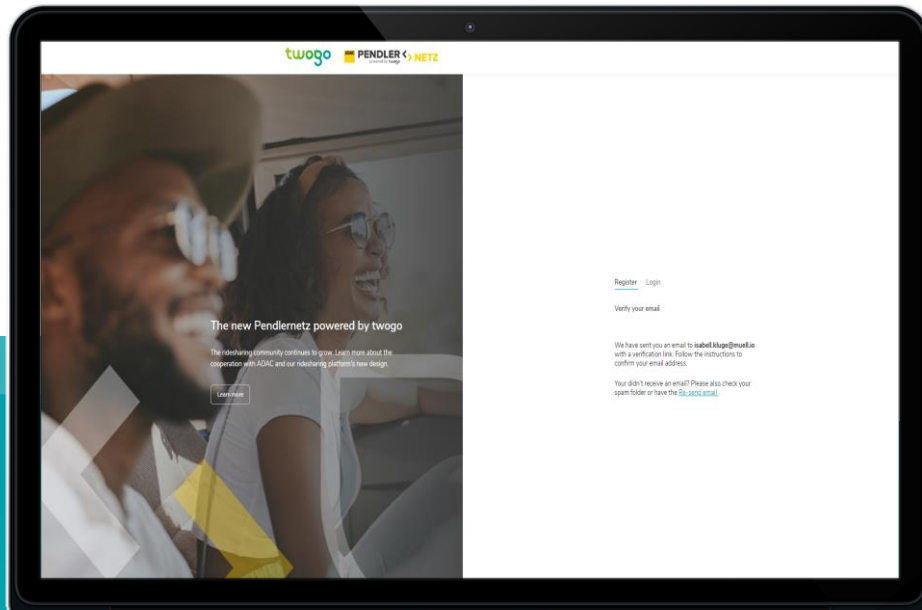 twogo
PENDLER
NETZ
powered by twogo
The new Pendlernetz powered by twogo
The ridesharing community continues to grow. Learn more about the
cooperation with ADAC and our ridesharing platform's new design.
Learn more
Register Login
Verify your email
We have sent you an email to isabell.kluge@muell.io
with a verification link. Follow the instructions to
confirm your email address.
Your didn't receive an email? Please also check your
spam folder or have the Re-send email.